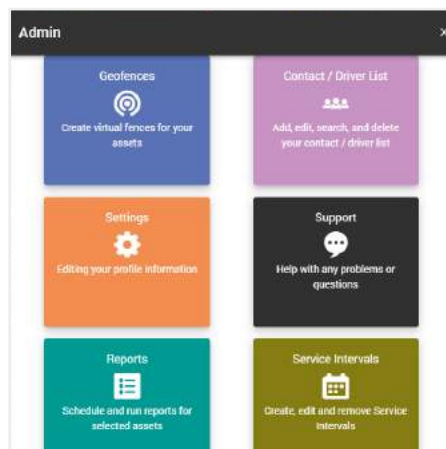 Admin
Geofences
Create virtual fences for your
assets
Contact / Driver List
Add, edit, search, and delete
your contact / driver list
Settings
Editing your profile information
Support
Help with any problems or
questions
Reports
Schedule and run reports for
selected assets
Service Intervals
Create, edit and remove Service
Intervals